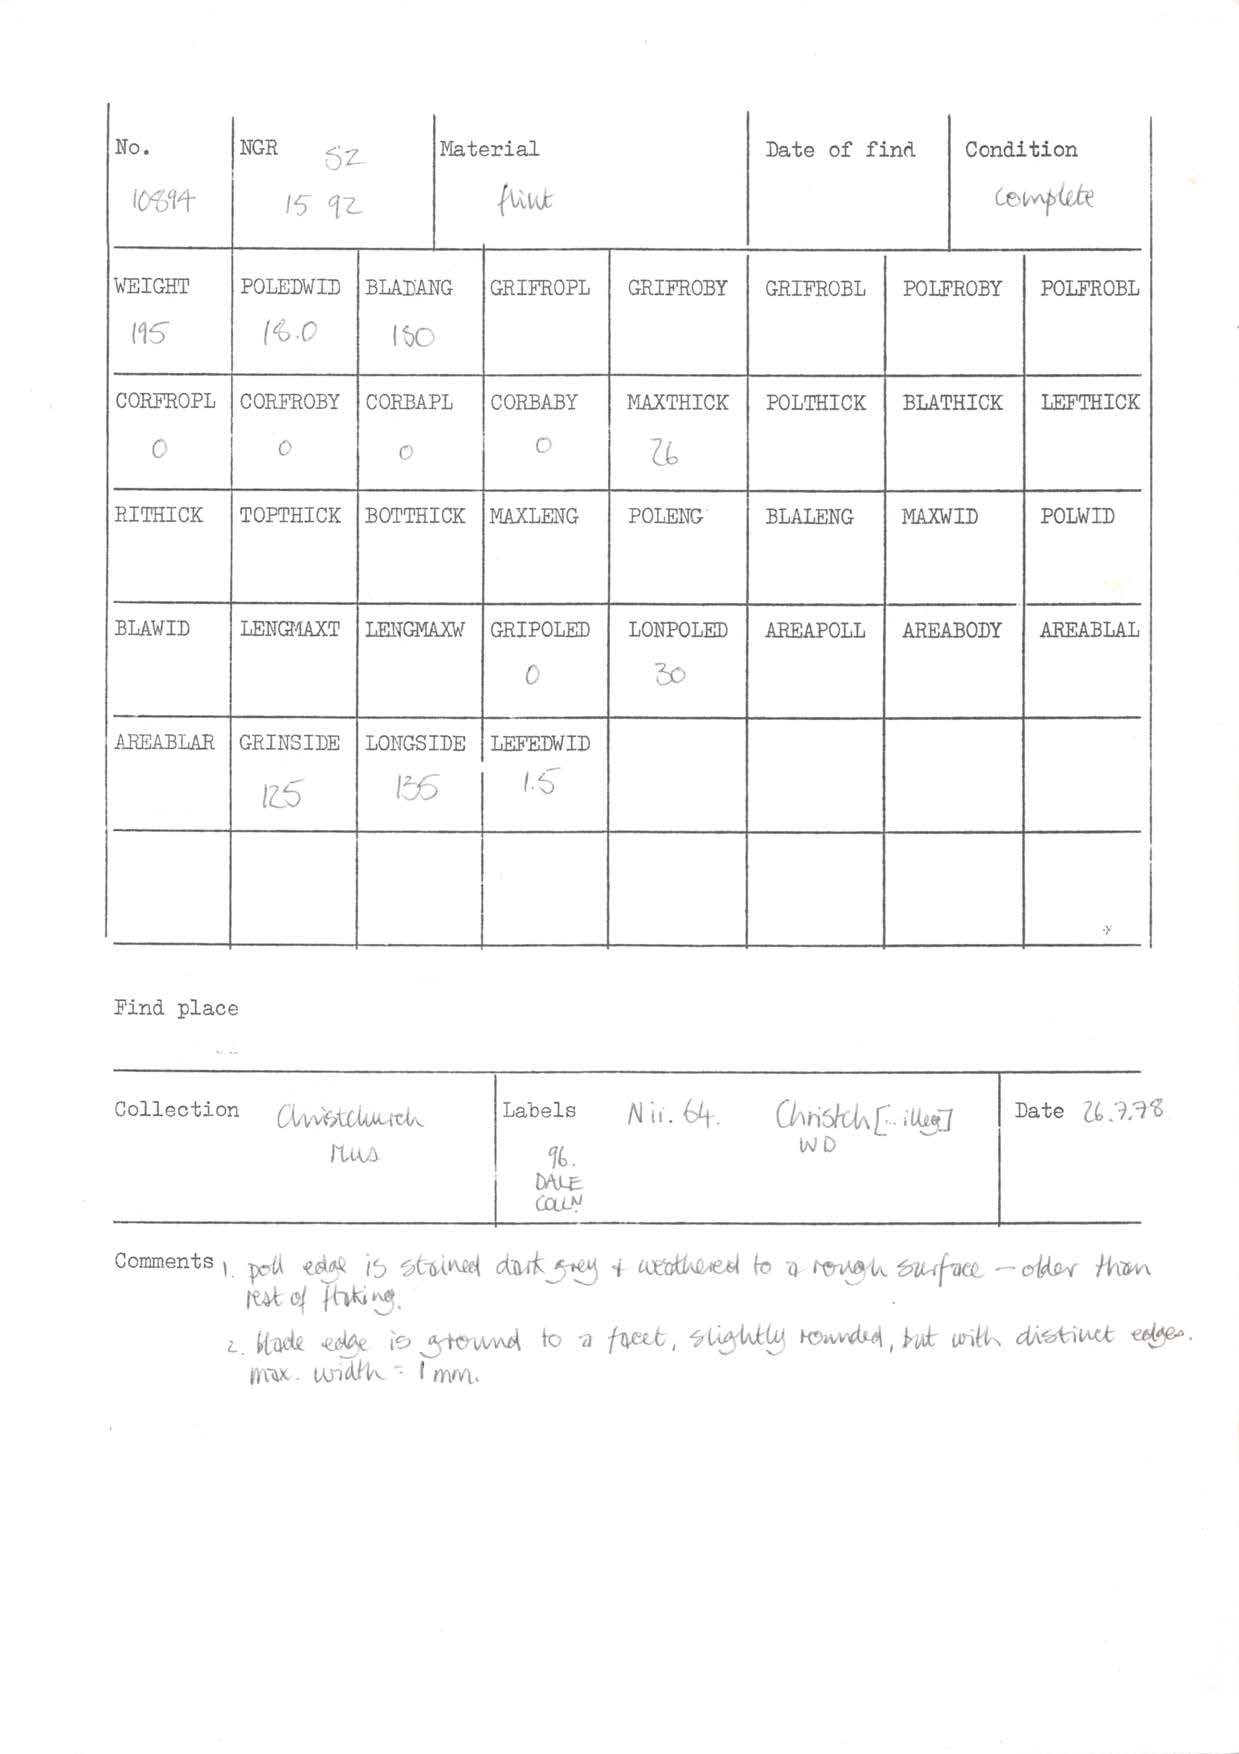 No. NGR SZ Material Date of find Condition
10894 15 92 flint complete
WEIGHT POLEDWID BLADANG GRIFROPL GRIFROBY GRIFROBL POLFROBY POLFROBL
195 18.0 180
CORFROPL CORFROBY CORBAPL CORBABY MAXTHICK POLTHICK BLATHICK LEFTHICK
0 0 0 0 26
RITHICK TOPTHICK BOTTHICK MAXLENG POLENG BLALENG MAXWID POLWID
BLAWID LENGMAXT LENGMAXW GRIPOLED LONPOLED AREAPOLL AREABODY AREABLAL
0 30
AREABLAR GRINSIDE LONGSIDE LEFEDWID
125 135 1.5
Find place
Collection Christchurch Labels Nii. 64. Christch[... illeg] Date 26.7.78
Mus 96. WD
DALE
COLLN
Comments 1. poll edge is stained dark grey + weathered to a rough surface – older than
rest of flaking.
2. blade edge is ground to a facet, slightly rounded, but with distinct edges.
max. width = 1 mm.